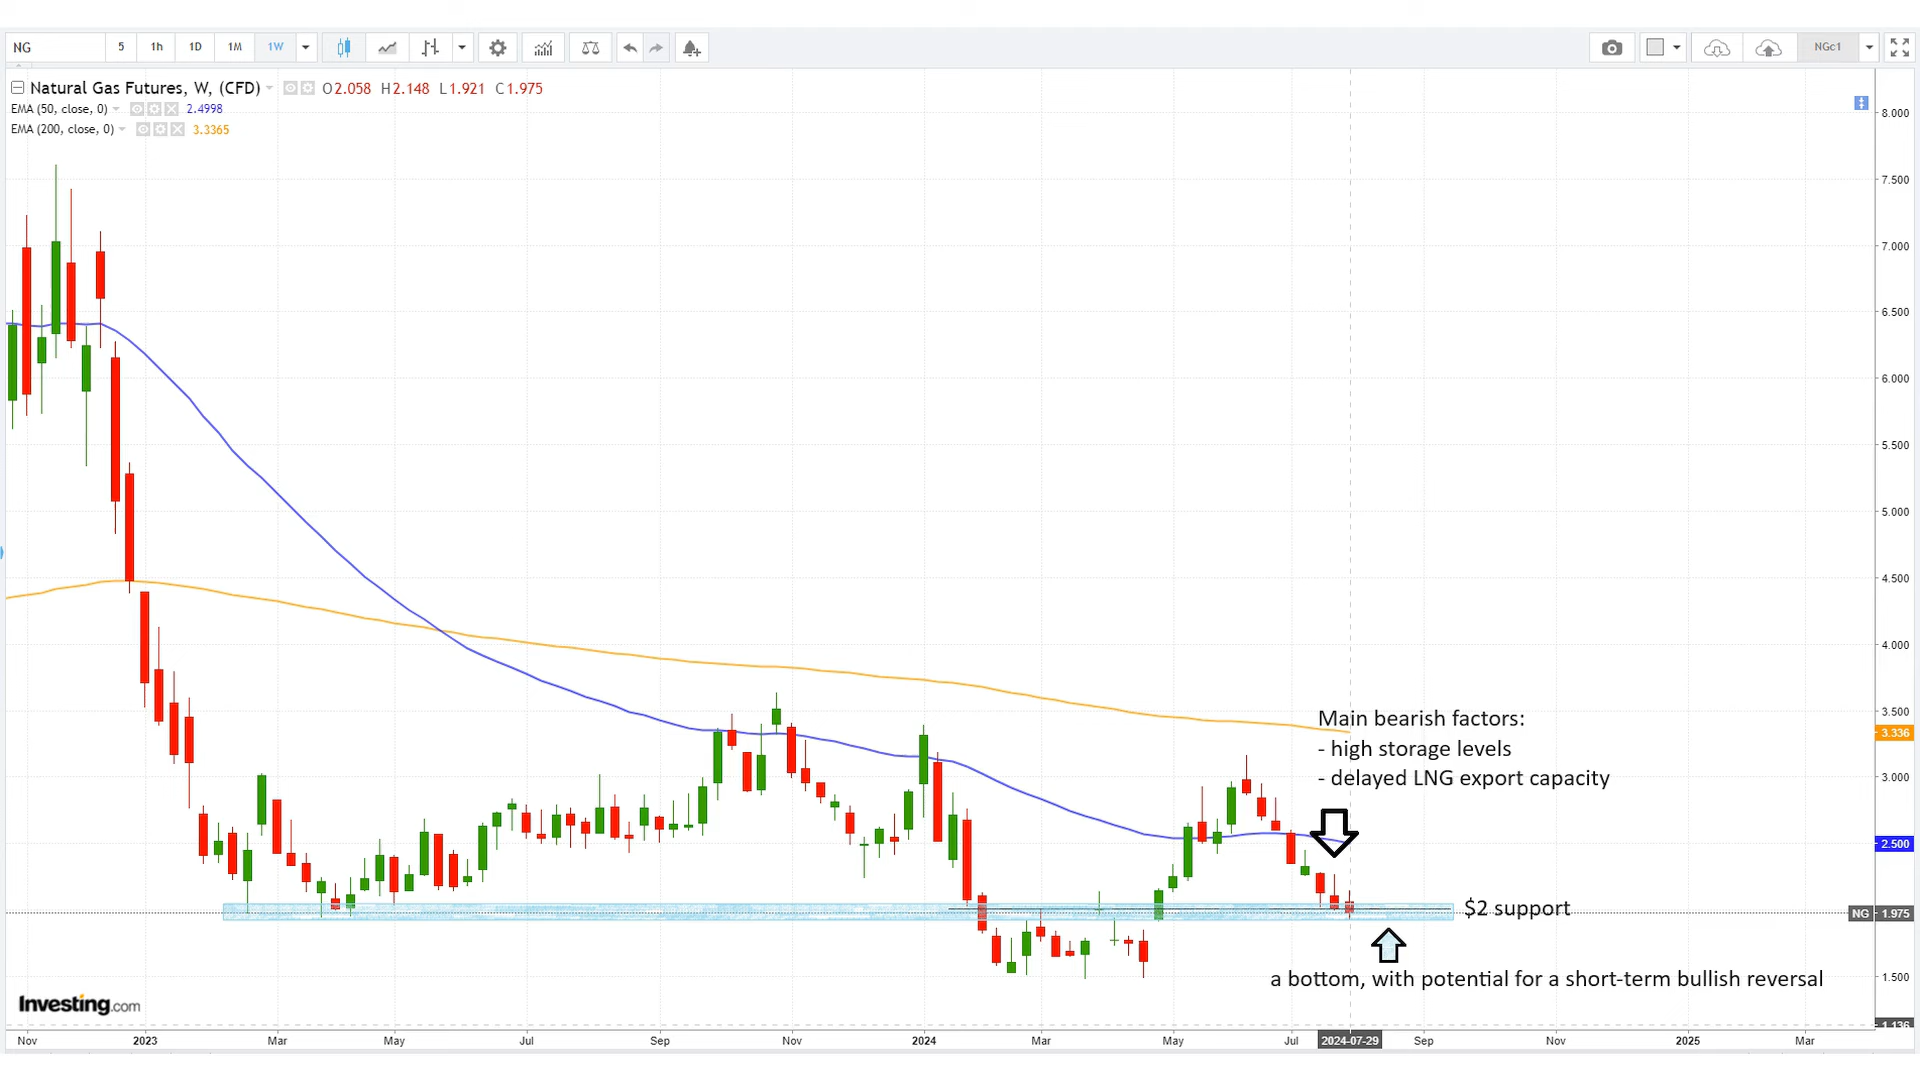 NG 5 1h 1D 1M 1W NGc1
Natural Gas Futures, W, (CFD) O2.058 H2.148 L1.921 C1.975
EMA (50, close, 0) 2.4998
EMA (200, close, 0) 3.3365
8.000
7.500
7.000
6.500
6.000
5.500
5.000
4.500
4.000
3.500
Main bearish factors:
3.336
- high storage levels
- delayed LNG export capacity
3.000
2.500
$2 support
NG 1.975
a bottom, with potential for a short-term bullish reversal
1.500
Investing.com
1.136
Nov 2023 Mar May Jul Sep Nov 2024 Mar May Jul 2024-07-29 Sep Nov 2025 Mar